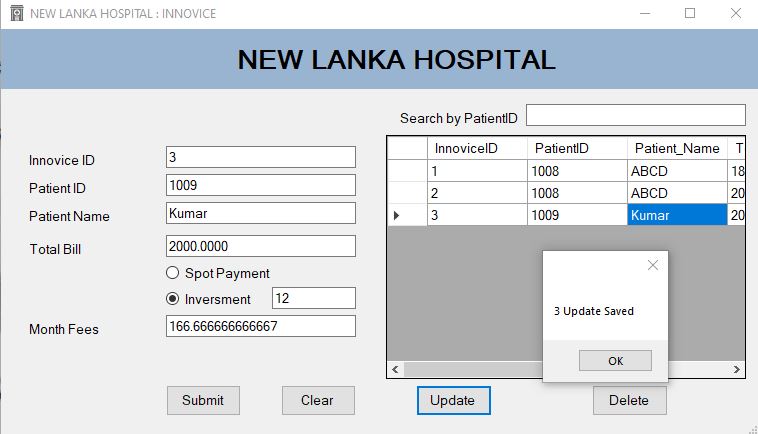 NEW LANKA HOSPITAL : INNOVICE
NEW LANKA HOSPITAL
Search by PatientID
InnoviceID PatientID Patient_Name T
1 1008 ABCD 18
2 1008 ABCD 20
3 1009 Kumar 20
Innovice ID 3
Patient ID 1009
Patient Name Kumar
Total Bill 2000.0000
Spot Payment
Inversment 12
Month Fees 166.666666666667
3 Update Saved
OK
Submit Clear Update Delete